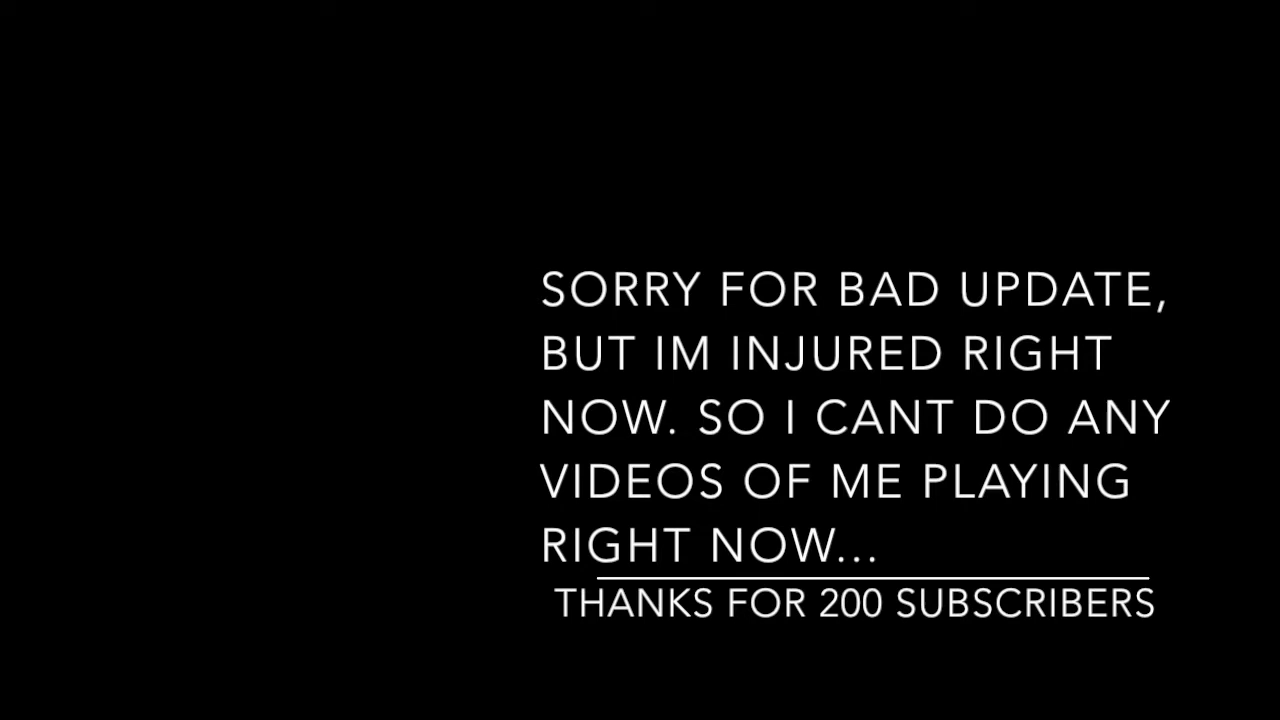 SORRY FOR BAD UPDATE,
BUT IM INJURED RIGHT
NOW. SO I CANT DO ANY
VIDEOS OF ME PLAYING
RIGHT NOW...
THANKS FOR 200 SUBSCRIBERS